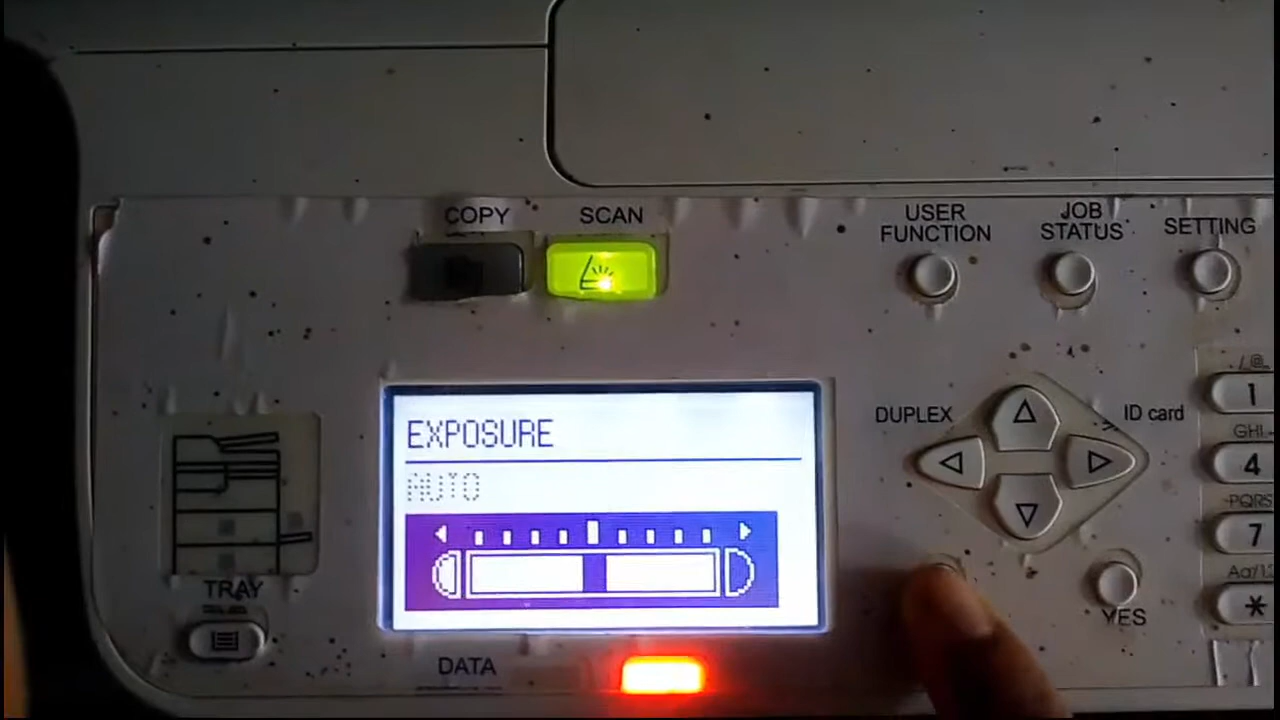 COPY
SCAN
USER
FUNCTION
JOB
STATUS
SETTING
EXPOSURE
AUTO
DUPLEX
ID card
/@
1
GHI
4
PQRS
7
Aa/1
*
YES
TRAY
DATA